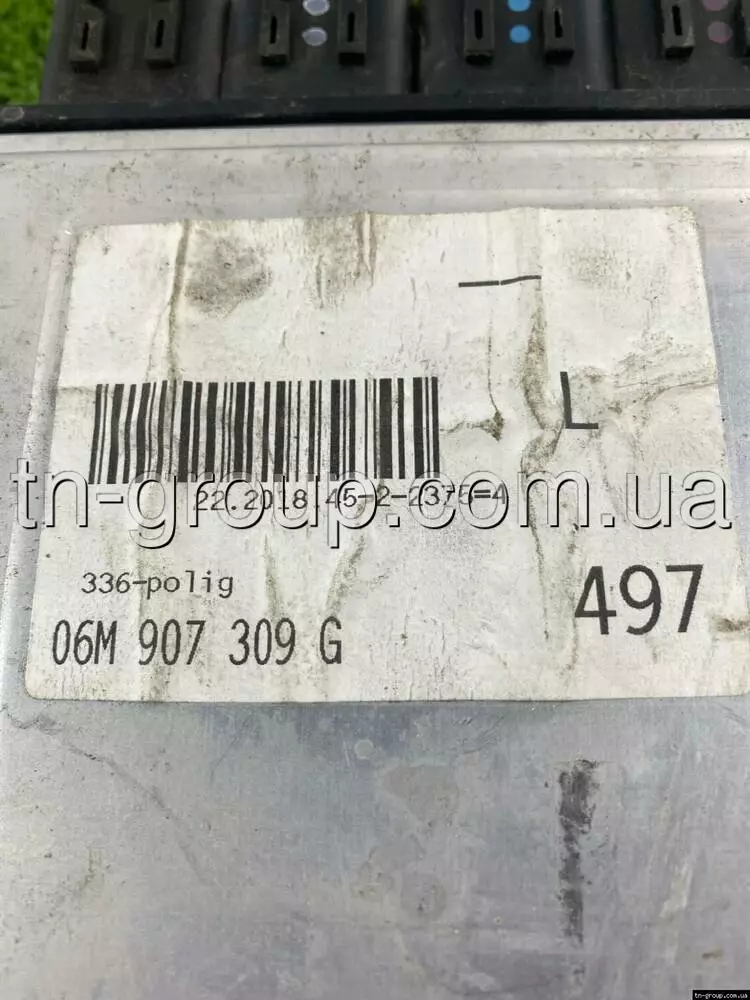 L
22.2018.45-2-2375=4
tn-group.com.ua
336-polig
497
06M 907 309 G
tn-group.com.ua